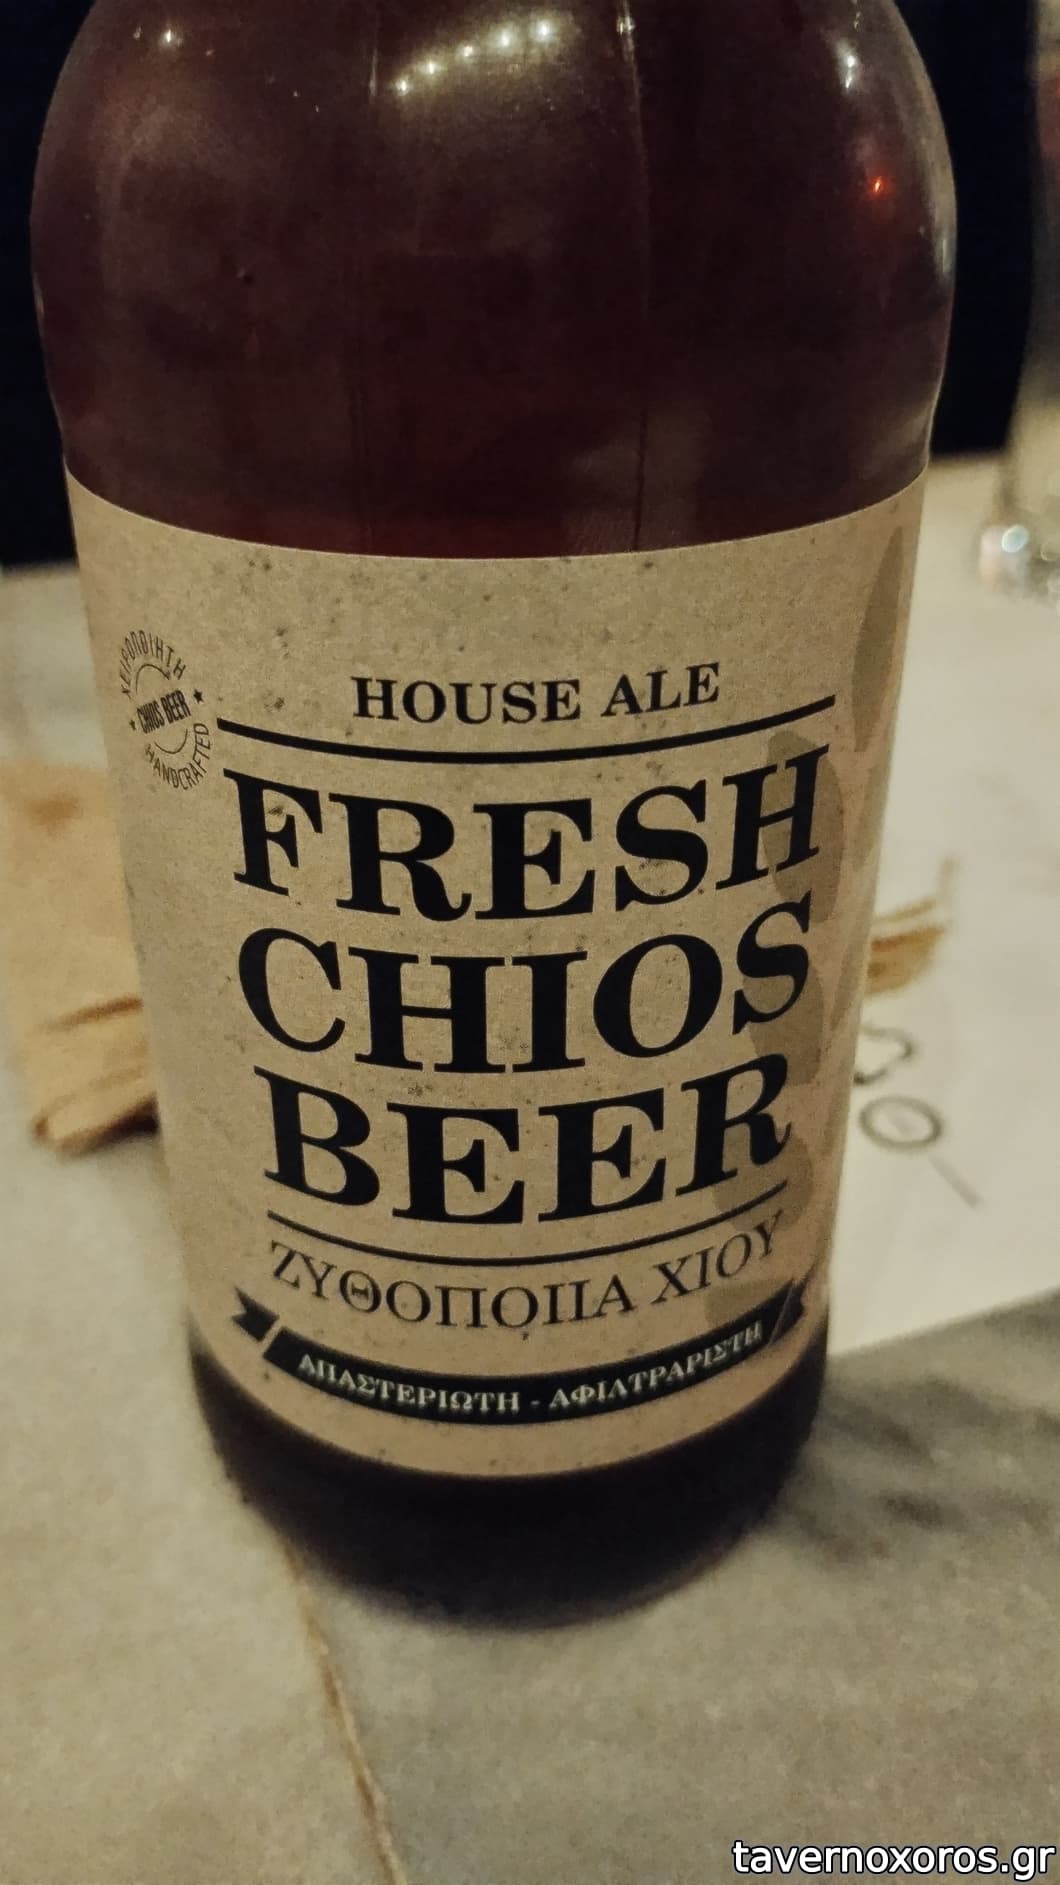 HOUSE ALE
ΧΕΙΡΟΠΟΙΗΤΗ
CHIOS BEER
HANDCRAFTED
FRESH
CHIOS
BEER
ΖΥΘΟΠΟΙΙΑ ΧΙΟΥ
ΑΠΑΣΤΕΡΙΩΤΗ - ΑΦΙΛΤΡΑΡΙΣΤΗ
tavernoxoros.gr